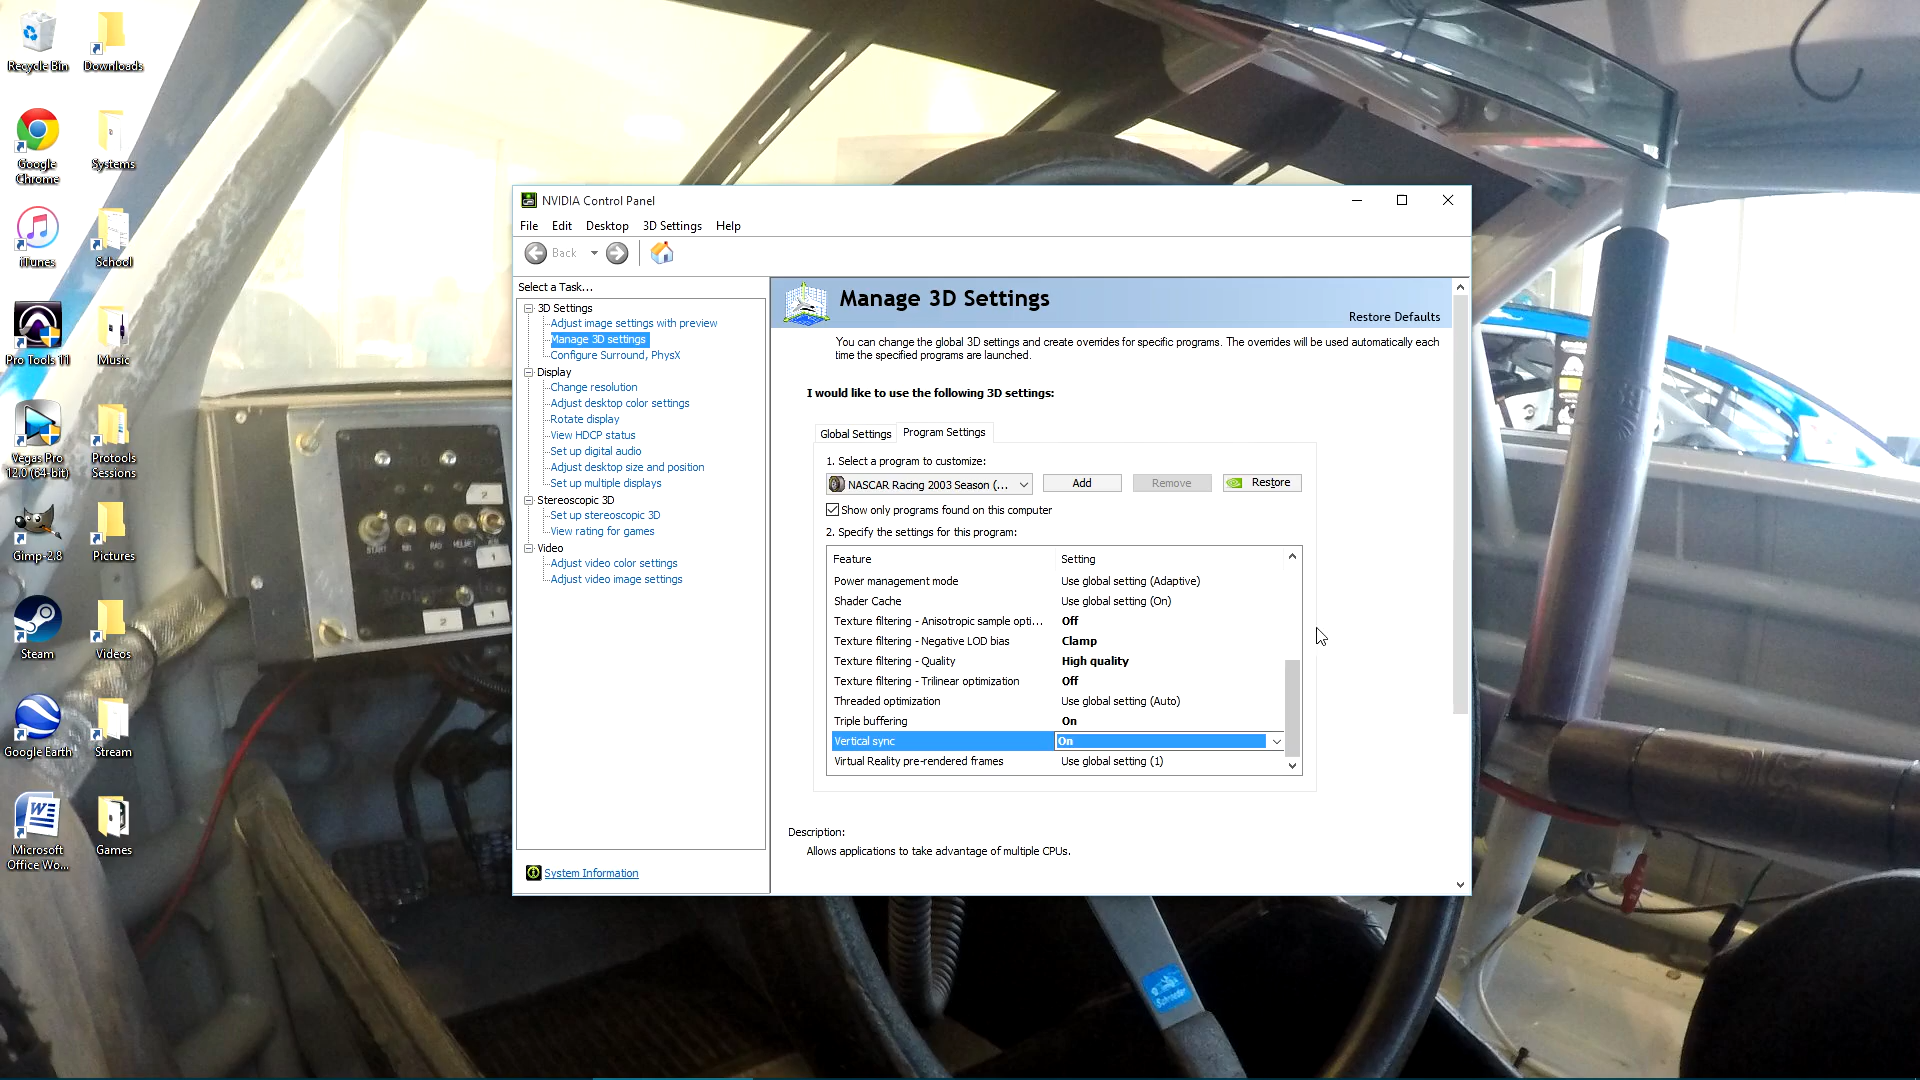 Recycle Bin
Downloads
Google
Chrome
Systems
iTunes
School
Pro Tools 11
Music
Vegas Pro
12.0 (64-bit)
Protools
Sessions
Gimp-2.8
Pictures
Steam
Videos
Google Earth
Stream
Microsoft
Office Wo...
Games
NVIDIA Control Panel
File Edit Desktop 3D Settings Help
Back
Select a Task...
3D Settings
Adjust image settings with preview
Manage 3D settings
Configure Surround, PhysX
Display
Change resolution
Adjust desktop color settings
Rotate display
View HDCP status
Set up digital audio
Adjust desktop size and position
Set up multiple displays
Stereoscopic 3D
Set up stereoscopic 3D
View rating for games
Video
Adjust video color settings
Adjust video image settings
System Information
Manage 3D Settings
Restore Defaults
You can change the global 3D settings and create overrides for specific programs. The overrides will be used automatically each
time the specified programs are launched.
I would like to use the following 3D settings:
Global Settings Program Settings
1. Select a program to customize:
NASCAR Racing 2003 Season (... Add Remove Restore
Show only programs found on this computer
2. Specify the settings for this program:
Feature Setting
Power management mode Use global setting (Adaptive)
Shader Cache Use global setting (On)
Texture filtering - Anisotropic sample opti... Off
Texture filtering - Negative LOD bias Clamp
Texture filtering - Quality High quality
Texture filtering - Trilinear optimization Off
Threaded optimization Use global setting (Auto)
Triple buffering On
Vertical sync On
Virtual Reality pre-rendered frames Use global setting (1)
Description:
Allows applications to take advantage of multiple CPUs.
START
2
1
2
1
Schroeder